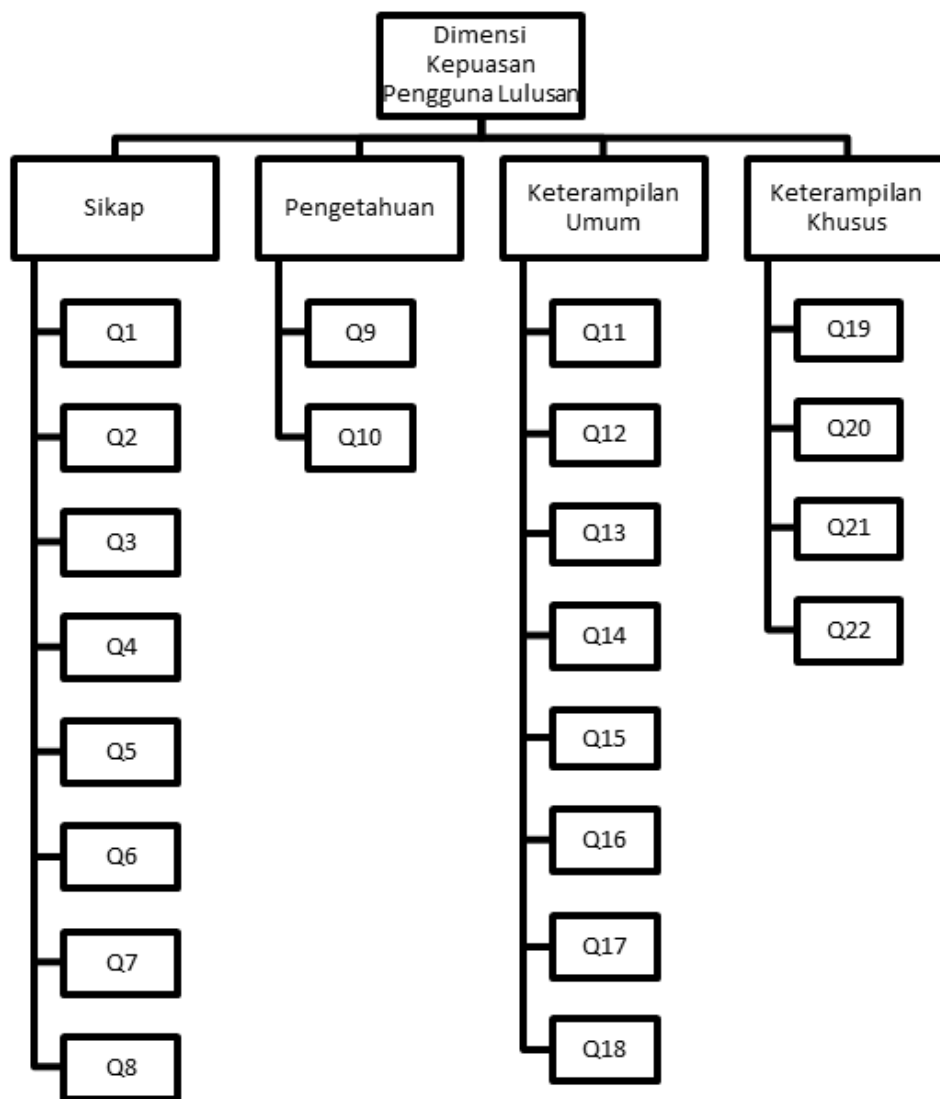 Dimensi
Kepuasan
Pengguna Lulusan
Sikap
Pengetahuan
Keterampilan
Umum
Keterampilan
Khusus
Q1
Q2
Q3
Q4
Q5
Q6
Q7
Q8
Q9
Q10
Q11
Q12
Q13
Q14
Q15
Q16
Q17
Q18
Q19
Q20
Q21
Q22